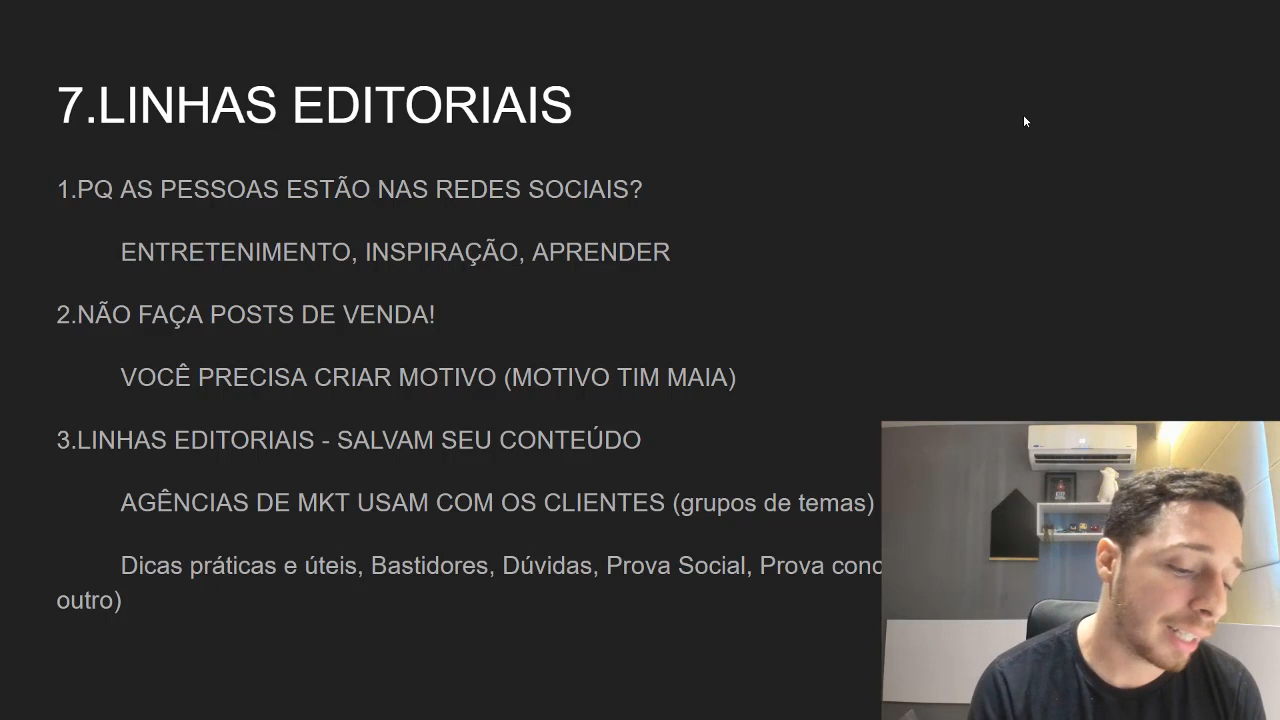 7.LINHAS EDITORIAIS
1.PQ AS PESSOAS ESTÃO NAS REDES SOCIAIS?
ENTRETENIMENTO, INSPIRAÇÃO, APRENDER
2.NÃO FAÇA POSTS DE VENDA!
VOCÊ PRECISA CRIAR MOTIVO (MOTIVO TIM MAIA)
3.LINHAS EDITORIAIS - SALVAM SEU CONTEÚDO
AGÊNCIAS DE MKT USAM COM OS CLIENTES (grupos de temas)
Dicas práticas e úteis, Bastidores, Dúvidas, Prova Social, Prova
outro)